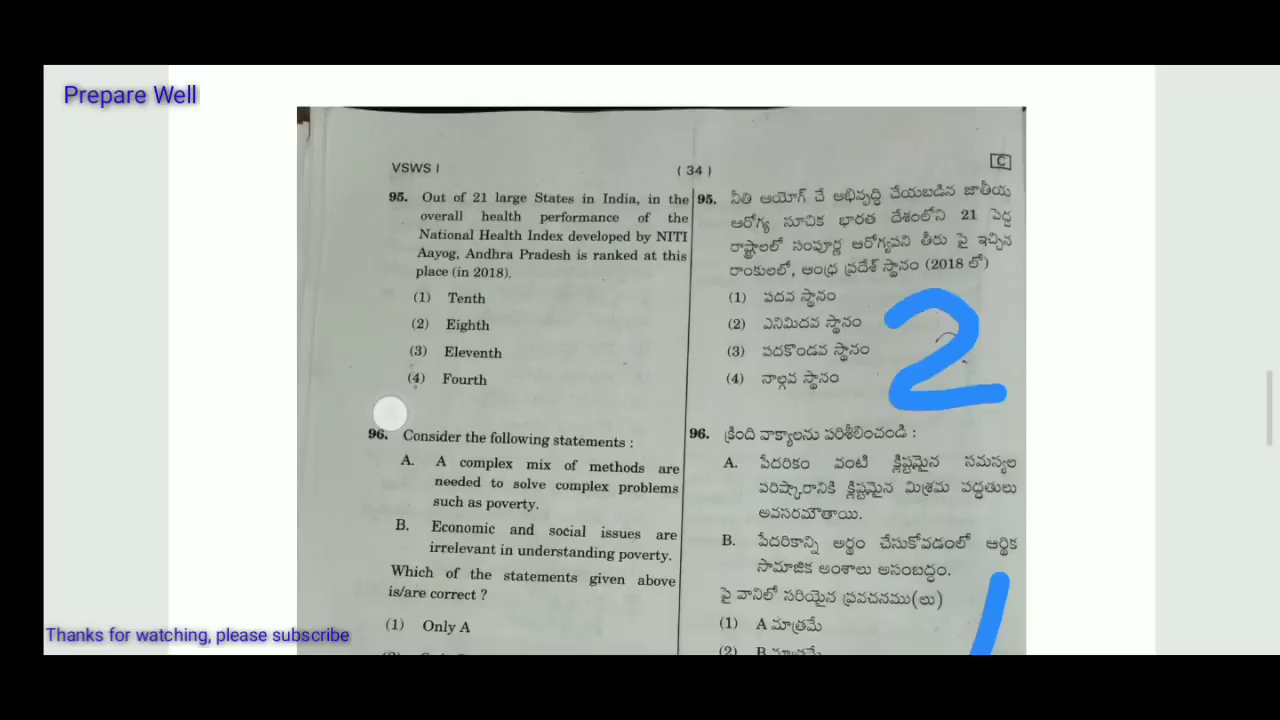 Prepare Well
VSWS I
( 34 )
C
95. Out of 21 large States in India, in the
overall health performance of the
National Health Index developed by NITI
Aayog, Andhra Pradesh is ranked at this
place (in 2018).
(1) Tenth
(2) Eighth
(3) Eleventh
(4) Fourth
96. Consider the following statements :
A. A complex mix of methods are
needed to solve complex problems
such as poverty.
B. Economic and social issues are
irrelevant in understanding poverty.
Which of the statements given above
is/are correct ?
(1) Only A
95. నీతి ఆయోగ్ చే అభివృద్ధి చేయబడిన జాతీయ
ఆరోగ్య సూచిక భారత దేశంలోని 21 పెద్ద
రాష్ట్రాలలో సంపూర్ణ ఆరోగ్యపని తీరు పై ఇచ్చిన
రాంకులలో, ఆంధ్ర ప్రదేశ్ స్థానం (2018 లో)
(1) పదవ స్థానం
(2) ఎనిమిదవ స్థానం
(3) పదకొండవ స్థానం
(4) నాల్గవ స్థానం
2
96. క్రింది వాక్యాలను పరిశీలించండి :
A. పేదరికం వంటి క్లిష్టమైన సమస్యల
పరిష్కారానికి క్లిష్టమైన మిశ్రమ పద్ధతులు
అవసరమౌతాయి.
B. పేదరికాన్ని అర్థం చేసుకోవడంలో ఆర్థిక
సామాజిక అంశాలు అసంబద్ధం.
పై వానిలో సరియైన ప్రవచనము(లు)
(1) A మాత్రమే
(2) B మాత్రమే
1
Thanks for watching, please subscribe